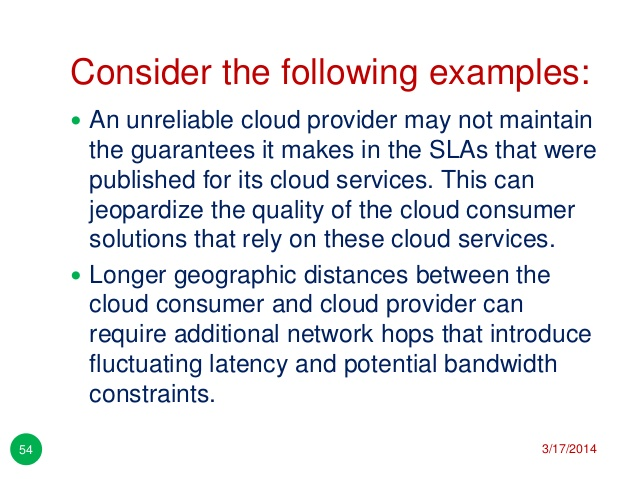 Consider the following examples:
• An unreliable cloud provider may not maintain
the guarantees it makes in the SLAs that were
published for its cloud services. This can
jeopardize the quality of the cloud consumer
solutions that rely on these cloud services.
• Longer geographic distances between the
cloud consumer and cloud provider can
require additional network hops that introduce
fluctuating latency and potential bandwidth
constraints.
54
3/17/2014